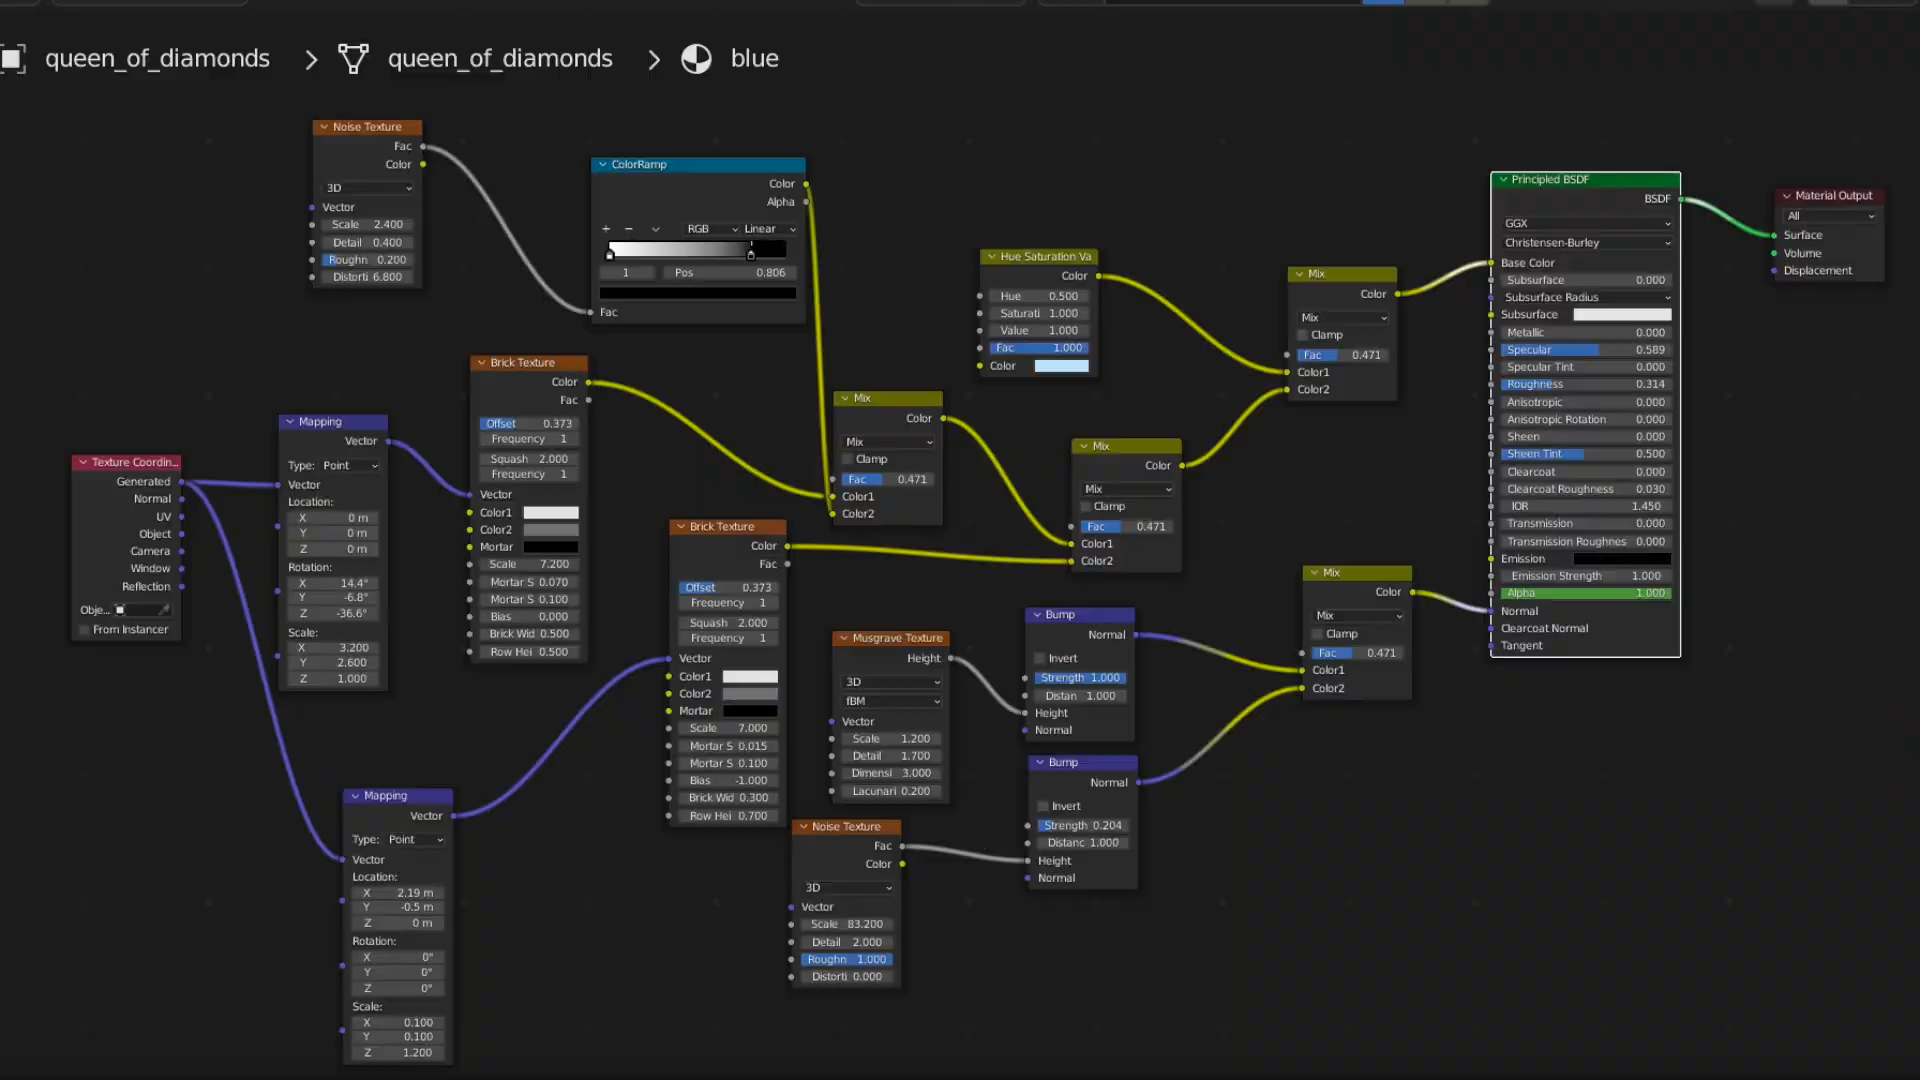 queen_of_diamonds > queen_of_diamonds > blue
Noise Texture
Fac
Color
3D
Vector
Scale 2.400
Detail 0.400
Roughn 0.200
Distorti 6.800
ColorRamp
Color
Alpha
+ − RGB Linear
1 Pos 0.806
Fac
Principled BSDF
BSDF
GGX
Christensen-Burley
Base Color
Subsurface 0.000
Subsurface Radius
Subsurface
Metallic 0.000
Specular 0.589
Specular Tint 0.000
Roughness 0.314
Anisotropic 0.000
Anisotropic Rotation 0.000
Sheen 0.000
Sheen Tint 0.500
Clearcoat 0.000
Clearcoat Roughness 0.030
IOR 1.450
Transmission 0.000
Transmission Roughnes 0.000
Emission
Emission Strength 1.000
Alpha 1.000
Normal
Clearcoat Normal
Tangent
Material Output
All
Surface
Volume
Displacement
Hue Saturation Va
Color
Hue 0.500
Saturati 1.000
Value 1.000
Fac 1.000
Color
Mix
Color
Mix
Clamp
Fac 0.471
Color1
Color2
Brick Texture
Color
Fac
Offset 0.373
Frequency 1
Squash 2.000
Frequency 1
Vector
Color1
Color2
Mortar
Scale 7.200
Mortar S 0.070
Mortar S 0.100
Bias 0.000
Brick Wid 0.500
Row Hei 0.500
Mix
Color
Mix
Clamp
Fac 0.471
Color1
Color2
Mapping
Vector
Type: Point
Vector
Location:
X 0 m
Y 0 m
Z 0 m
Rotation:
X 14.4°
Y -6.8°
Z -36.6°
Scale:
X 3.200
Y 2.600
Z 1.000
Mix
Color
Mix
Clamp
Fac 0.471
Color1
Color2
Texture Coordin...
Generated
Normal
UV
Object
Camera
Window
Reflection
Obje...
From Instancer
Brick Texture
Color
Fac
Offset 0.373
Frequency 1
Squash 2.000
Frequency 1
Vector
Color1
Color2
Mortar
Scale 7.000
Mortar S 0.015
Mortar S 0.100
Bias -1.000
Brick Wid 0.300
Row Hei 0.700
Mix
Color
Mix
Clamp
Fac 0.471
Color1
Color2
Bump
Normal
Invert
Strength 1.000
Distan 1.000
Height
Normal
Musgrave Texture
Height
3D
fBM
Vector
Scale 1.200
Detail 1.700
Dimensi 3.000
Lacunari 0.200
Bump
Normal
Invert
Strength 0.204
Distanc 1.000
Height
Normal
Mapping
Vector
Type: Point
Vector
Location:
X 2.19 m
Y -0.5 m
Z 0 m
Rotation:
X 0°
Y 0°
Z 0°
Scale:
X 0.100
Y 0.100
Z 1.200
Noise Texture
Fac
Color
3D
Vector
Scale 83.200
Detail 2.000
Roughn 1.000
Distorti 0.000